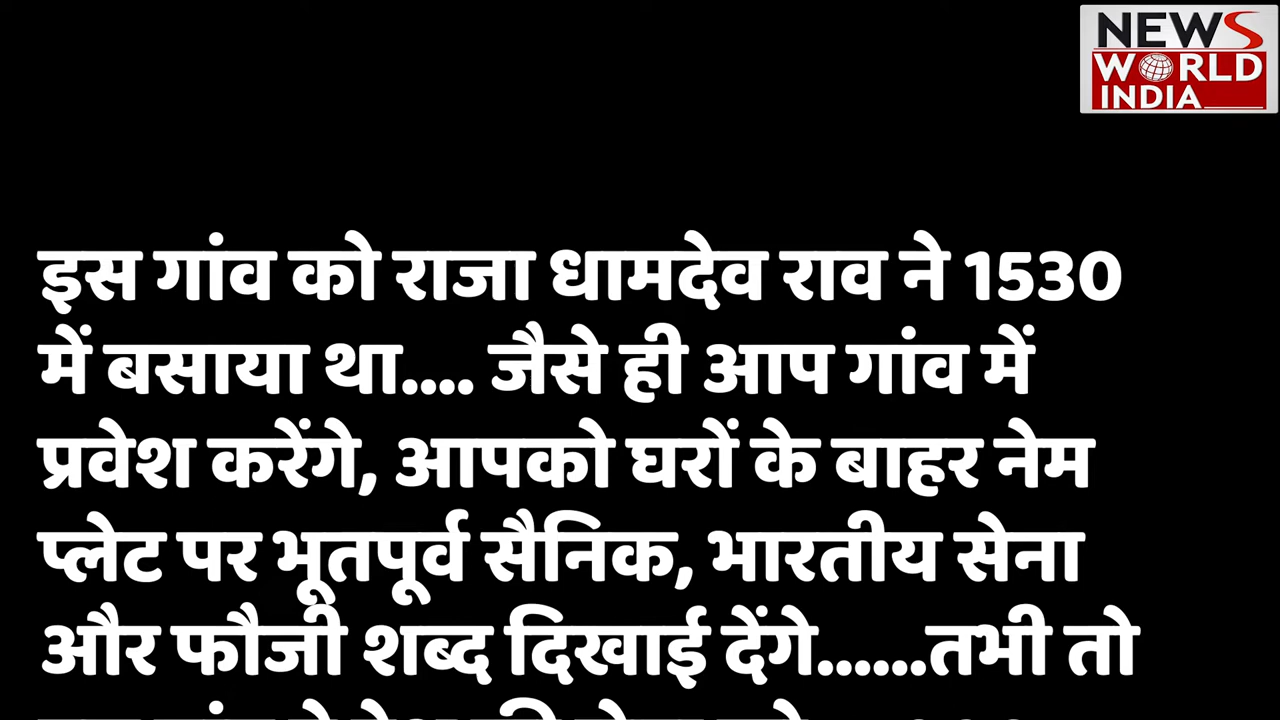 NEWS
WORLD
INDIA
इस गांव को राजा धामदेव राव ने 1530
में बसाया था.... जैसे ही आप गांव में
प्रवेश करेंगे, आपको घरों के बाहर नेम
प्लेट पर भूतपूर्व सैनिक, भारतीय सेना
और फौजी शब्द दिखाई देंगे......तभी तो